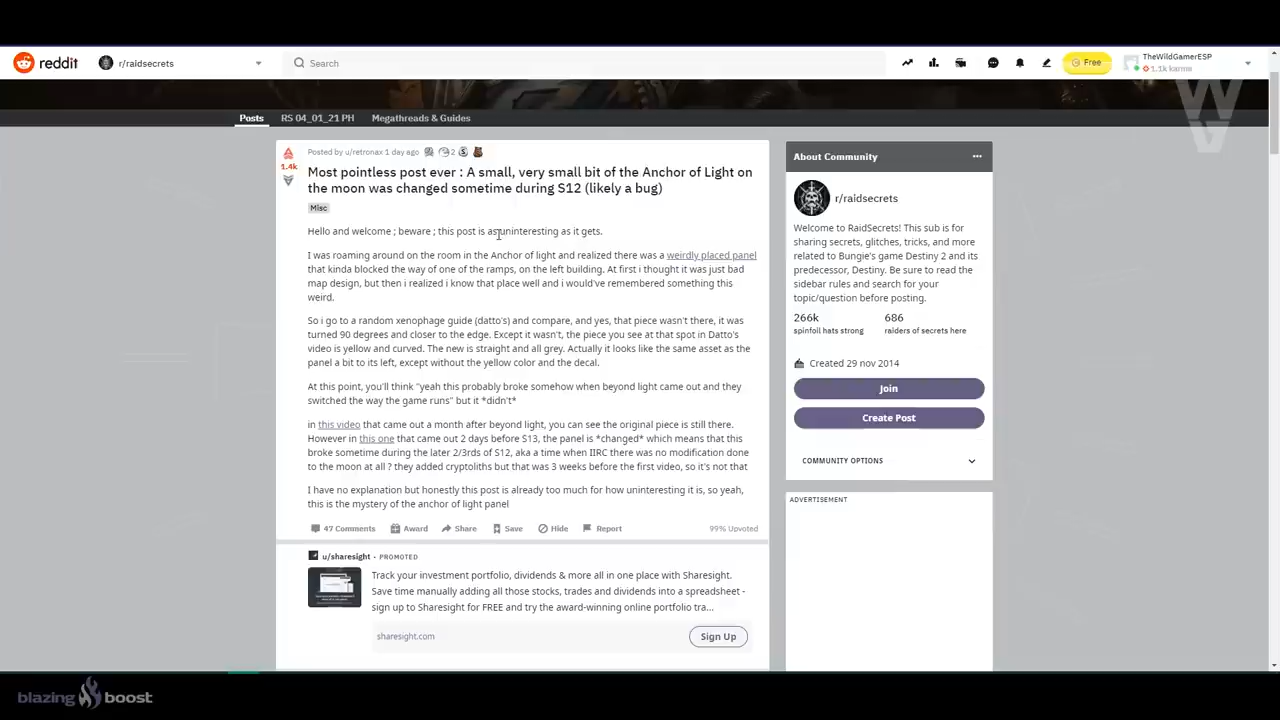 reddit
r/raidsecrets
Search
Free
TheWildGamerESP
1.1k karma
Posts
RS 04_01_21 PH
Megathreads & Guides
Posted by u/retronax 1 day ago
2
1.4k
Most pointless post ever : A small, very small bit of the Anchor of Light on
the moon was changed sometime during S12 (likely a bug)
Misc
Hello and welcome ; beware ; this post is as uninteresting as it gets.
I was roaming around on the room in the Anchor of light and realized there was a weirdly placed panel
that kinda blocked the way of one of the ramps, on the left building. At first i thought it was just bad
map design, but then i realized i know that place well and i would've remembered something this
weird.
So i go to a random xenophage guide (datto's) and compare, and yes, that piece wasn't there, it was
turned 90 degrees and closer to the edge. Except it wasn't, the piece you see at that spot in Datto's
video is yellow and curved. The new is straight and all grey. Actually it looks like the same asset as the
panel a bit to its left, except without the yellow color and the decal.
At this point, you'll think "yeah this probably broke somehow when beyond light came out and they
switched the way the game runs" but it *didn't*
in this video that came out a month after beyond light, you can see the original piece is still there.
However in this one that came out 2 days before S13, the panel is *changed* which means that this
broke sometime during the later 2/3rds of S12, aka a time when IIRC there was no modification done
to the moon at all ? they added cryptoliths but that was 3 weeks before the first video, so it's not that
I have no explanation but honestly this post is already too much for how uninteresting it is, so yeah,
this is the mystery of the anchor of light panel
47 Comments
Award
Share
Save
Hide
Report
99% Upvoted
u/sharesight • PROMOTED
Track your investment portfolio, dividends & more all in one place with Sharesight.
Save time manually adding all those stocks, trades and dividends into a spreadsheet -
sign up to Sharesight for FREE and try the award-winning online portfolio tra...
sharesight.com
Sign Up
About Community
r/raidsecrets
Welcome to RaidSecrets! This sub is for
sharing secrets, glitches, tricks, and more
related to Bungie's game Destiny 2 and its
predecessor, Destiny. Be sure to read the
sidebar rules and search for your
topic/question before posting.
266k
686
spinfoil hats strong
raiders of secrets here
Created 29 nov 2014
Join
Create Post
COMMUNITY OPTIONS
ADVERTISEMENT
blazing boost